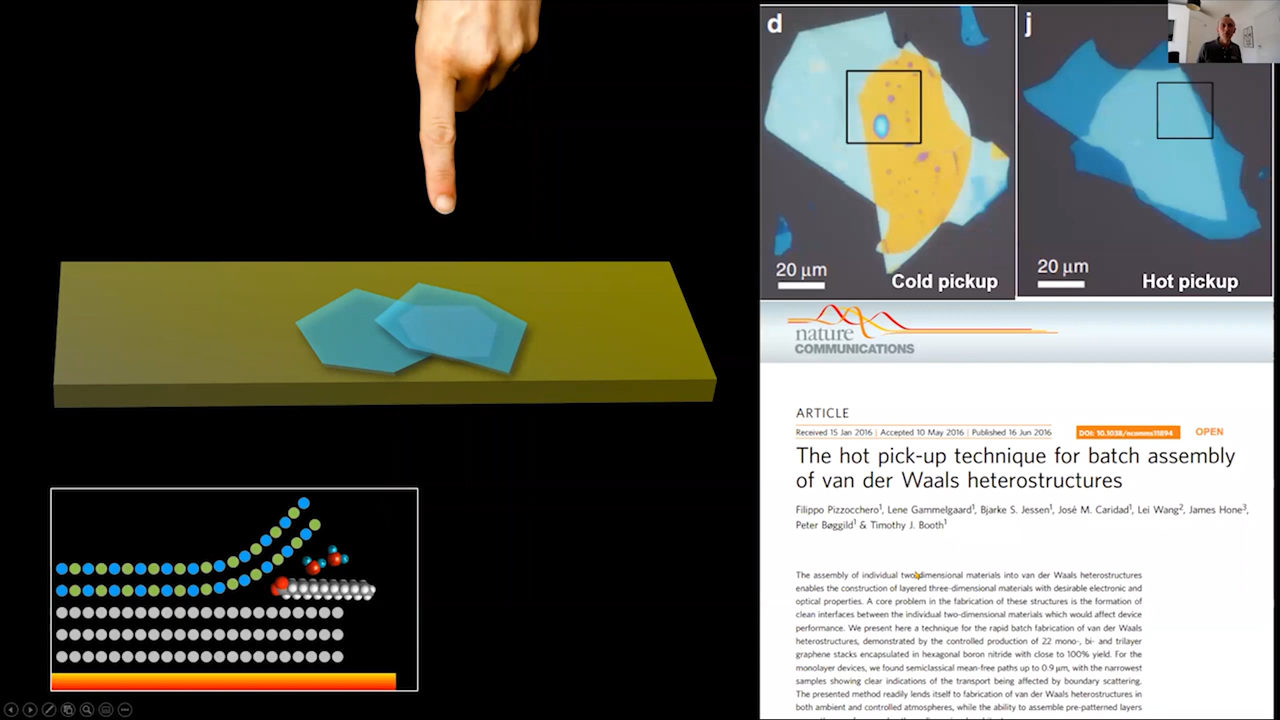 d
j
20 μm
Cold pickup
20 μm
Hot pickup
nature
COMMUNICATIONS
ARTICLE
Received 15 Jan 2016 | Accepted 10 May 2016 | Published 16 Jun 2016
DOI: 10.1038/ncomms11894
OPEN
The hot pick-up technique for batch assembly
of van der Waals heterostructures
Filippo Pizzocchero1, Lene Gammelgaard1, Bjarke S. Jessen1, José M. Caridad1, Lei Wang2, James Hone3,
Peter Bøggild1 & Timothy J. Booth1
The assembly of individual two-dimensional materials into van der Waals heterostructures
enables the construction of layered three-dimensional materials with desirable electronic and
optical properties. A core problem in the fabrication of these structures is the formation of
clean interfaces between the individual two-dimensional materials which would affect device
performance. We present here a technique for the rapid batch fabrication of van der Waals
heterostructures, demonstrated by the controlled production of 22 mono-, bi- and trilayer
graphene stacks encapsulated in hexagonal boron nitride with close to 100% yield. For the
monolayer devices, we found semiclassical mean-free paths up to 0.9 μm, with the narrowest
samples showing clear indications of the transport being affected by boundary scattering.
The presented method readily lends itself to fabrication of van der Waals heterostructures in
both ambient and controlled atmospheres, while the ability to assemble pre-patterned layers